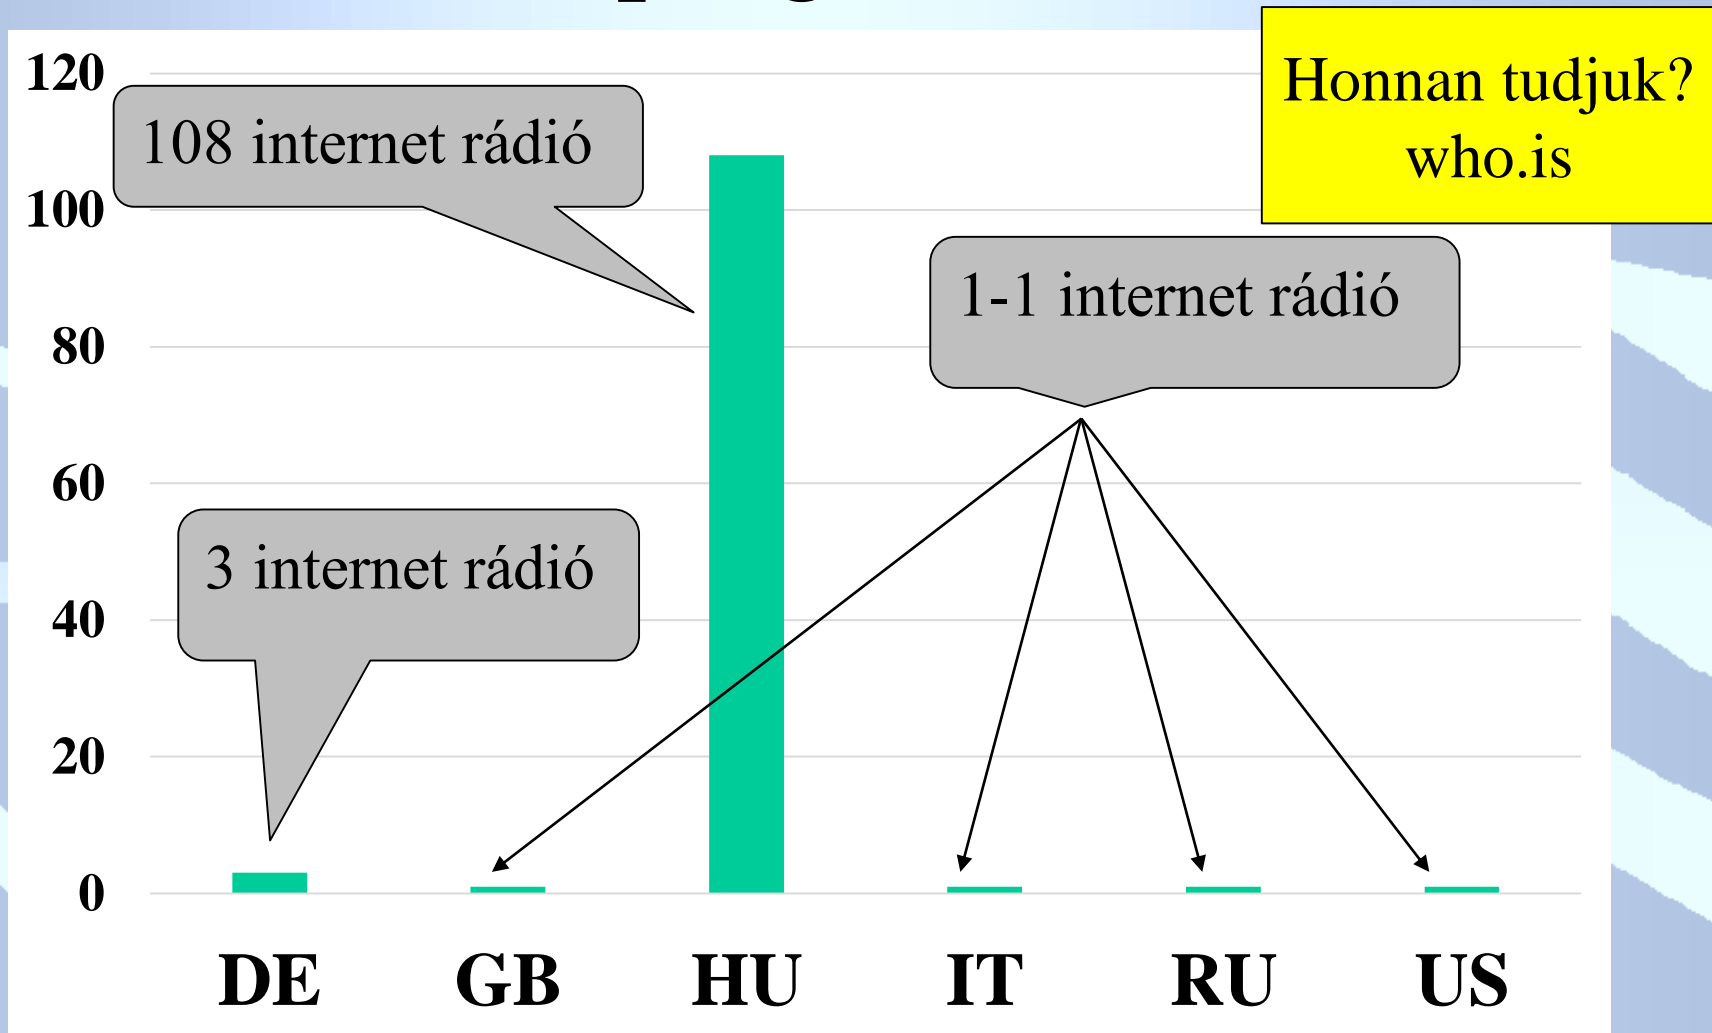 Honnan tudjuk?
who.is
120
108 internet rádió
100
1-1 internet rádió
80
60
3 internet rádió
40
20
0
DE GB HU IT RU US